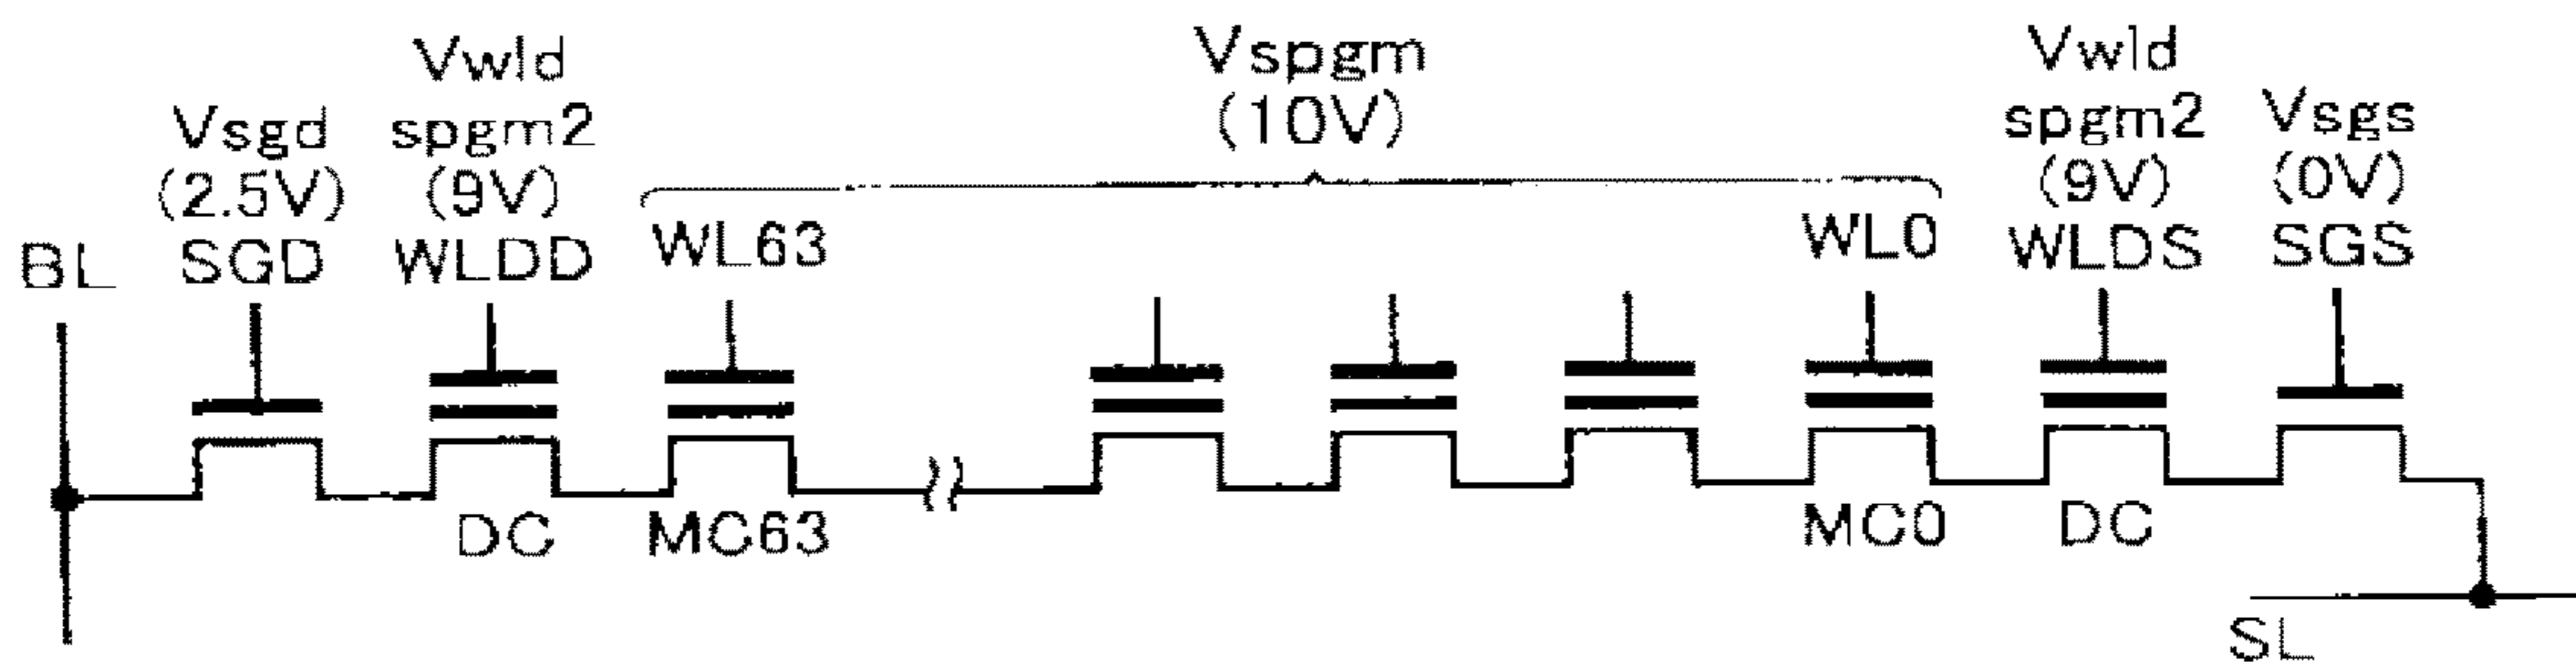 BL
Vsgd
(2.5V)
SGD
Vwld
spgm2
(9V)
WLDD
Vspgm
(10V)
WL63
WL0
Vwld
spgm2
(9V)
WLDS
Vsgs
(0V)
SGS
DC
MC63
MC0
DC
SL